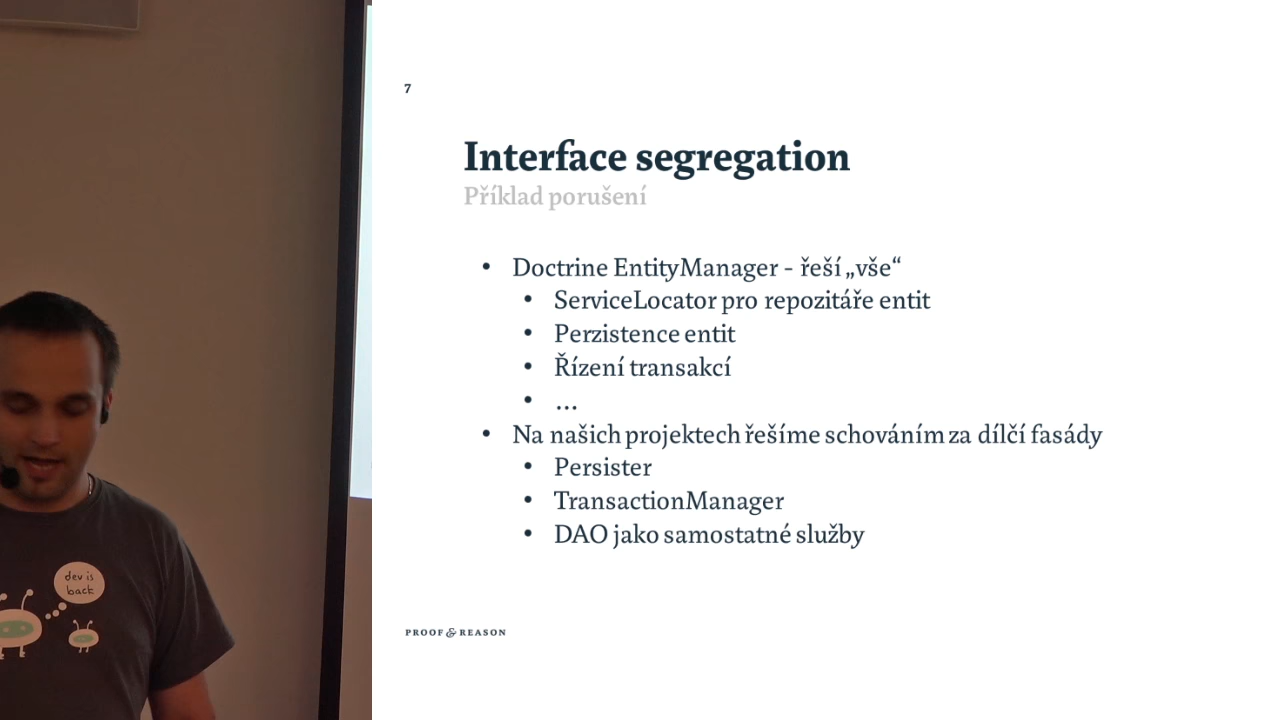 7
Interface segregation
Příklad porušení
• Doctrine EntityManager - řeší „vše“
• ServiceLocator pro repozitáře entit
• Perzistence entit
• Řízení transakcí
• ...
• Na našich projektech řešíme schováním za dílčí fasády
• Persister
• TransactionManager
• DAO jako samostatné služby
PROOF & REASON
dev is
back